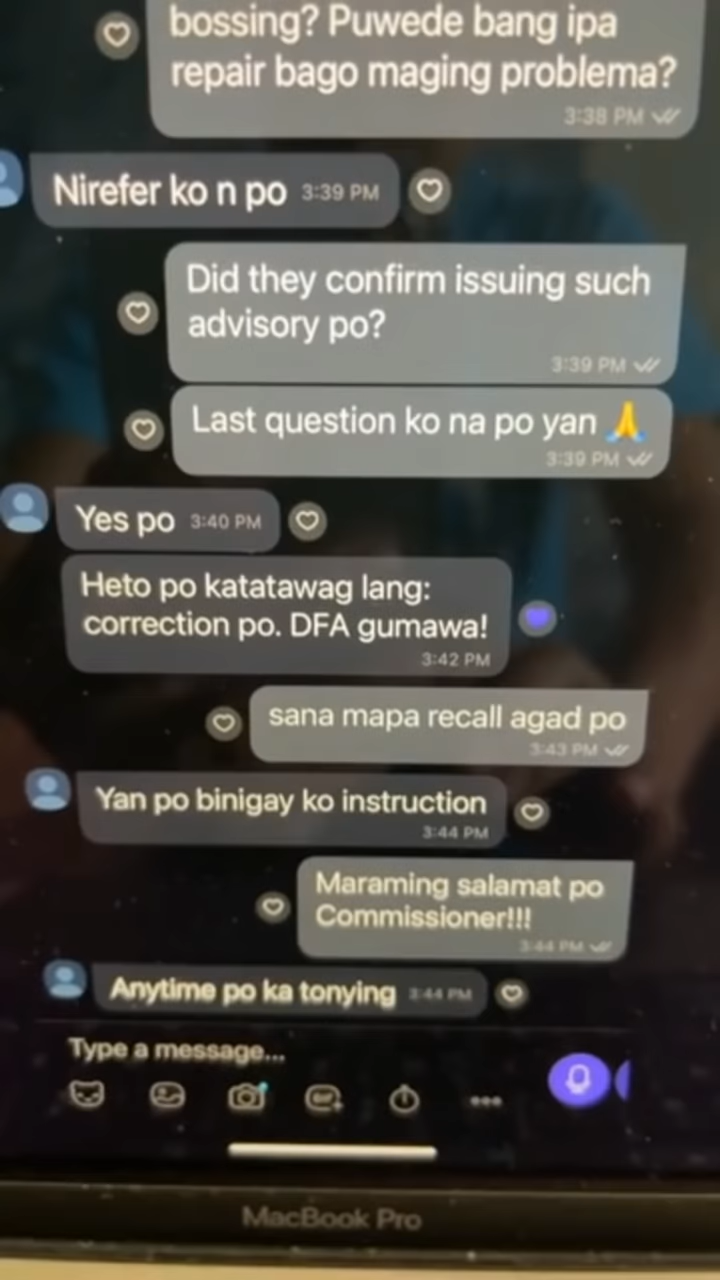 bossing? Puwede bang ipa
repair bago maging problema?
3:38 PM
Nirefer ko n po 3:39 PM
Did they confirm issuing such
advisory po?
3:39 PM
Last question ko na po yan 🙏
3:39 PM
Yes po 3:40 PM
Heto po katatawag lang:
correction po. DFA gumawa!
3:42 PM
sana mapa recall agad po
3:43 PM
Yan po binigay ko instruction
3:44 PM
Maraming salamat po
Commissioner!!!
3:44 PM
Anytime po ka tonying 3:44 PM
Type a message...
GIF
MacBook Pro